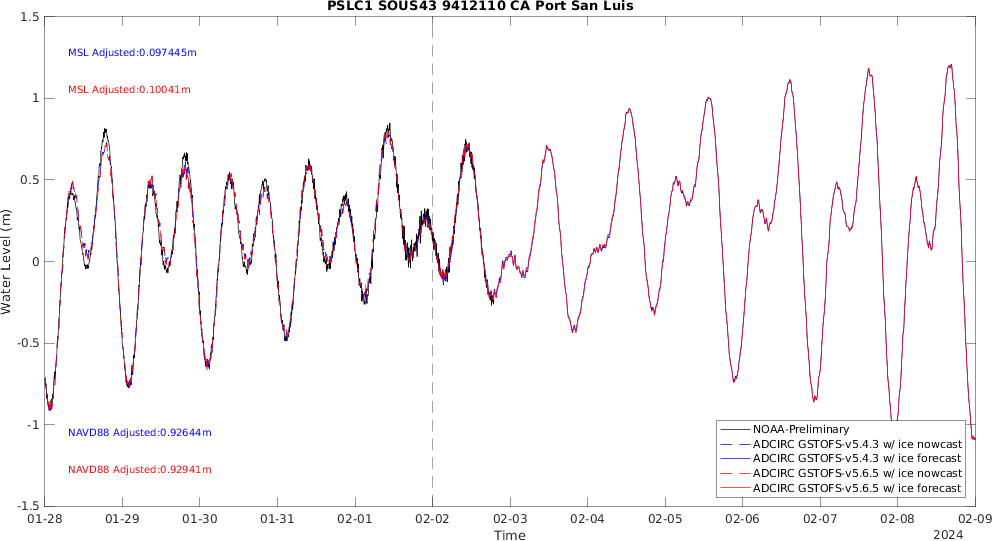 PSLC1 SOUS43 9412110 CA Port San Luis
1.5
1
0.5
0
-0.5
-1
-1.5
Water Level (m)
MSL Adjusted:0.097445m
MSL Adjusted:0.10041m
NAVD88 Adjusted:0.92644m
NAVD88 Adjusted:0.92941m
NOAA-Preliminary
ADCIRC GSTOFS-v5.4.3 w/ ice nowcast
ADCIRC GSTOFS-v5.4.3 w/ ice forecast
ADCIRC GSTOFS-v5.6.5 w/ ice nowcast
ADCIRC GSTOFS-v5.6.5 w/ ice forecast
01-28 01-29 01-30 01-31 02-01 02-02 02-03 02-04 02-05 02-06 02-07 02-08 02-09
Time
2024